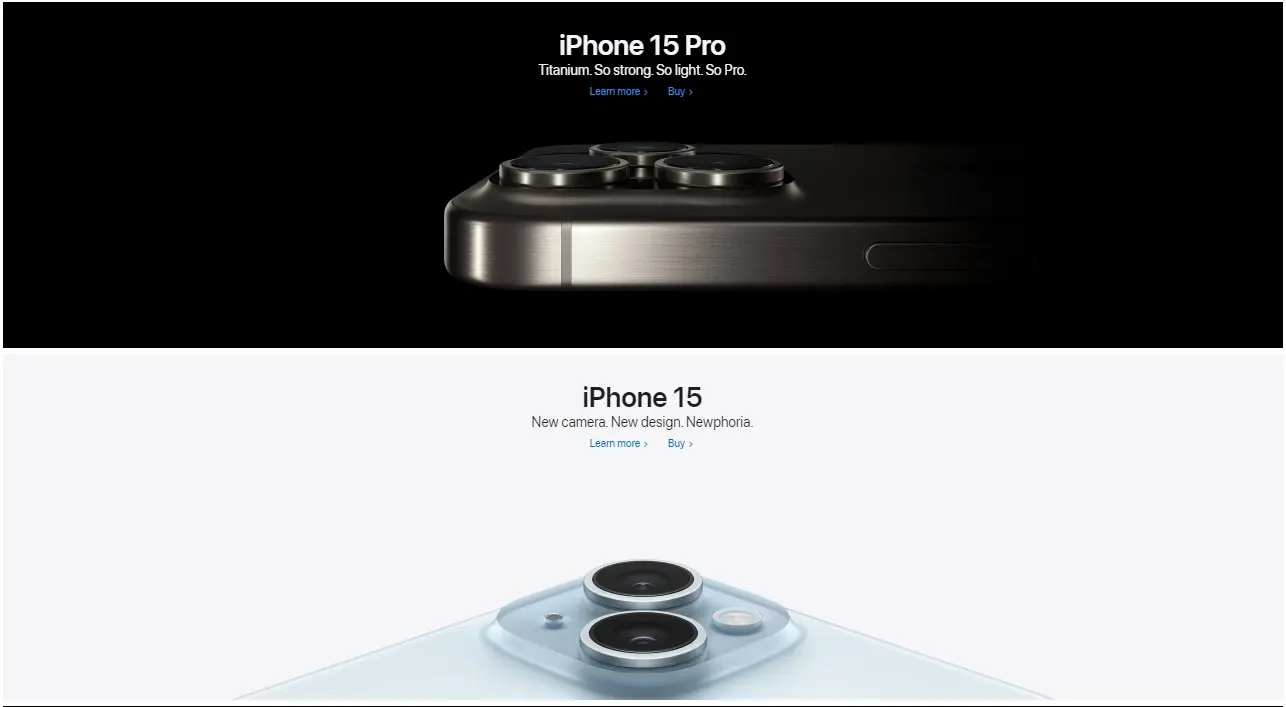 iPhone 15 Pro
Titanium. So strong. So light. So Pro.
Learn more > Buy >
iPhone 15
New camera. New design. Newphoria.
Learn more > Buy >